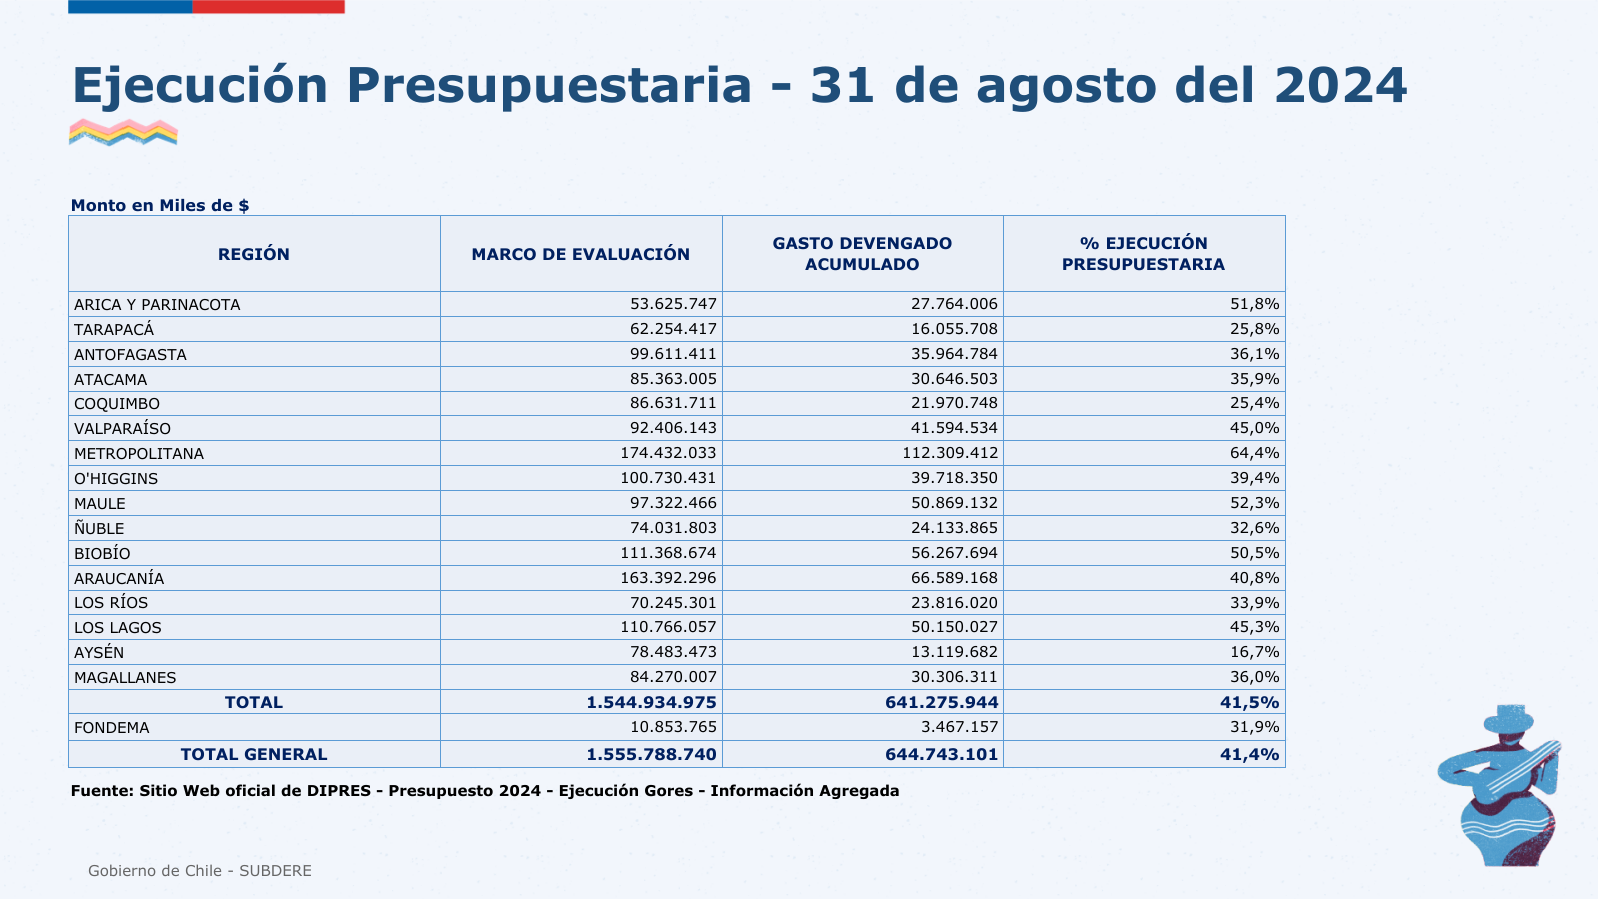 Ejecución Presupuestaria - 31 de agosto del 2024
Monto en Miles de $
REGIÓN MARCO DE EVALUACIÓN GASTO DEVENGADO ACUMULADO % EJECUCIÓN PRESUPUESTARIA
ARICA Y PARINACOTA 53.625.747 27.764.006 51,8%
TARAPACÁ 62.254.417 16.055.708 25,8%
ANTOFAGASTA 99.611.411 35.964.784 36,1%
ATACAMA 85.363.005 30.646.503 35,9%
COQUIMBO 86.631.711 21.970.748 25,4%
VALPARAÍSO 92.406.143 41.594.534 45,0%
METROPOLITANA 174.432.033 112.309.412 64,4%
O'HIGGINS 100.730.431 39.718.350 39,4%
MAULE 97.322.466 50.869.132 52,3%
ÑUBLE 74.031.803 24.133.865 32,6%
BIOBÍO 111.368.674 56.267.694 50,5%
ARAUCANÍA 163.392.296 66.589.168 40,8%
LOS RÍOS 70.245.301 23.816.020 33,9%
LOS LAGOS 110.766.057 50.150.027 45,3%
AYSÉN 78.483.473 13.119.682 16,7%
MAGALLANES 84.270.007 30.306.311 36,0%
TOTAL 1.544.934.975 641.275.944 41,5%
FONDEMA 10.853.765 3.467.157 31,9%
TOTAL GENERAL 1.555.788.740 644.743.101 41,4%
Fuente: Sitio Web oficial de DIPRES - Presupuesto 2024 - Ejecución Gores - Información Agregada
Gobierno de Chile - SUBDERE